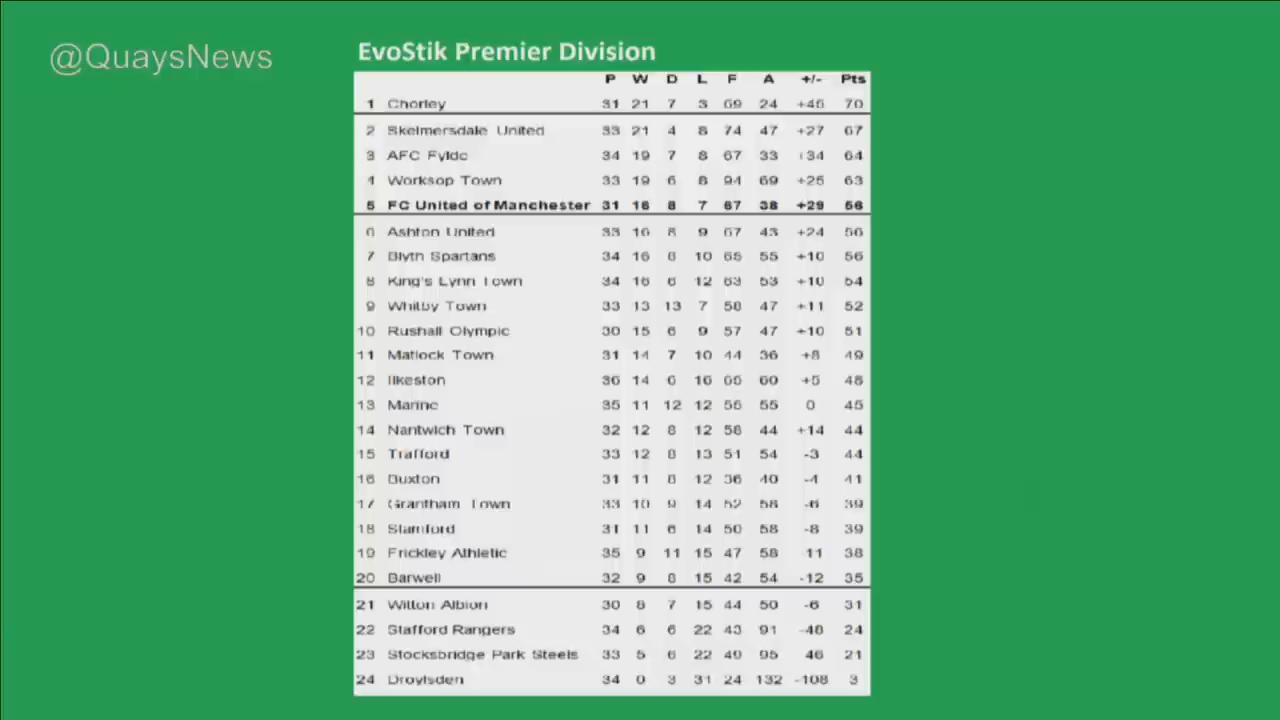 @QuaysNews
EvoStik Premier Division
P W D L F A +/- Pts
1 Chorley 31 21 7 3 69 24 +45 70
2 Skelmersdale United 33 21 4 8 74 47 +27 67
3 AFC Fylde 34 19 7 8 67 33 +34 64
4 Worksop Town 33 19 6 8 94 69 +25 63
5 FC United of Manchester 31 16 8 7 67 38 +29 56
6 Ashton United 33 16 8 9 67 43 +24 56
7 Blyth Spartans 34 16 8 10 65 55 +10 56
8 King's Lynn Town 34 16 6 12 63 53 +10 54
9 Whitby Town 33 13 13 7 58 47 +11 52
10 Rushall Olympic 30 15 6 9 57 47 +10 51
11 Matlock Town 31 14 7 10 44 36 +8 49
12 Ilkeston 36 14 6 16 65 60 +5 48
13 Marine 35 11 12 12 55 55 0 45
14 Nantwich Town 32 12 8 12 58 44 +14 44
15 Trafford 33 12 8 13 51 54 -3 44
16 Buxton 31 11 8 12 36 40 -4 41
17 Grantham Town 33 10 9 14 52 58 -6 39
18 Stamford 31 11 6 14 50 58 -8 39
19 Frickley Athletic 35 9 11 15 47 58 -11 38
20 Barwell 32 9 8 15 42 54 -12 35
21 Witton Albion 30 8 7 15 44 50 -6 31
22 Stafford Rangers 34 6 6 22 43 91 -48 24
23 Stocksbridge Park Steels 33 5 6 22 49 95 -46 21
24 Droylsden 34 0 3 31 24 132 -108 3